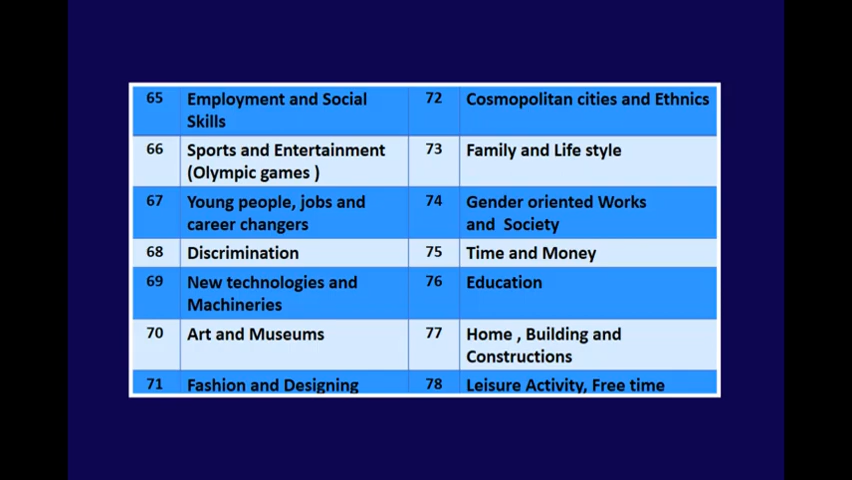 65 Employment and Social 72 Cosmopolitan cities and Ethnics
Skills
66 Sports and Entertainment 73 Family and Life style
(Olympic games )
67 Young people, jobs and 74 Gender oriented Works
career changers and Society
68 Discrimination 75 Time and Money
69 New technologies and 76 Education
Machineries
70 Art and Museums 77 Home , Building and
Constructions
71 Fashion and Designing 78 Leisure Activity, Free time